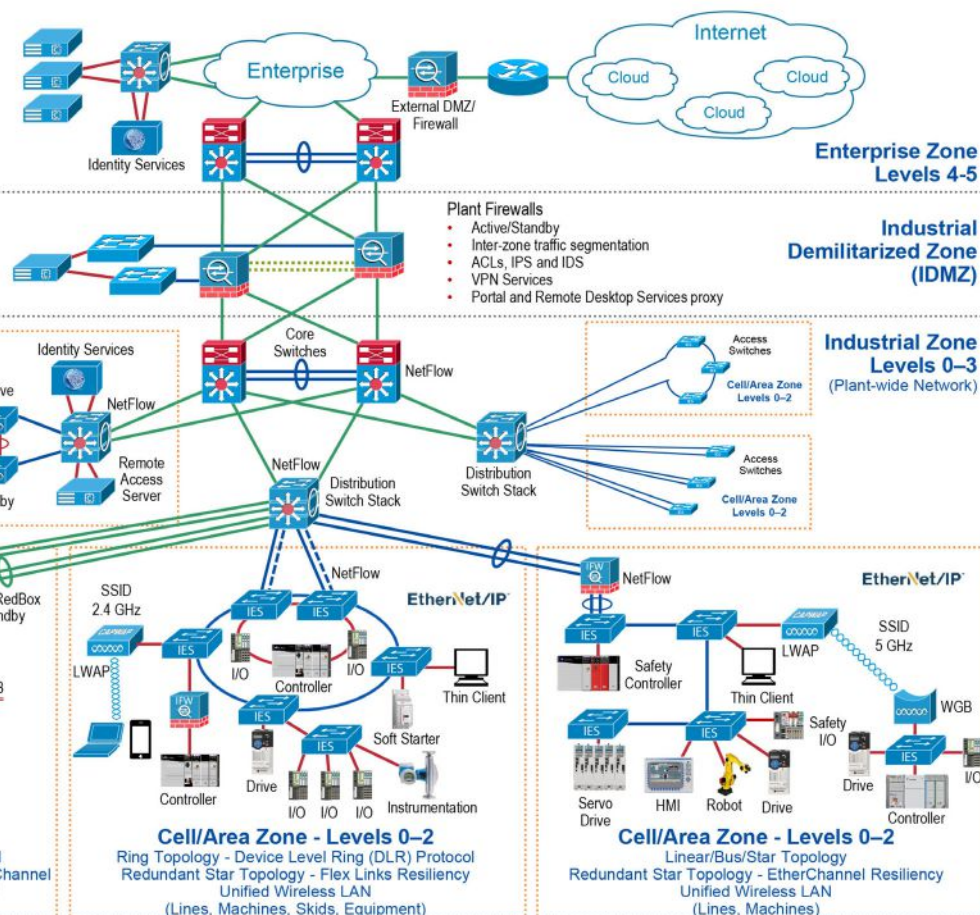 Internet
Cloud
Cloud
Cloud
Enterprise
External DMZ/
Firewall
Identity Services
Enterprise Zone
Levels 4-5
Plant Firewalls
• Active/Standby
• Inter-zone traffic segmentation
• ACLs, IPS and IDS
• VPN Services
• Portal and Remote Desktop Services proxy
Industrial
Demilitarized Zone
(IDMZ)
Core
Switches
NetFlow
Identity Services
NetFlow
ve
by
Remote
Access
Server
Access
Switches
Cell/Area Zone
Levels 0–2
Access
Switches
Cell/Area Zone
Levels 0–2
Industrial Zone
Levels 0–3
(Plant-wide Network)
Distribution
Switch Stack
NetFlow
Distribution
Switch Stack
RedBox
ndby
B
Channel
SSID
2.4 GHz
CAPWAP
LWAP
NetFlow
EtherNet/IP
IES
IES
IES
IES
IES
IES
I/O
Controller
I/O
Thin Client
IFW
Controller
Drive
Soft Starter
I/O
I/O
I/O
Instrumentation
Cell/Area Zone - Levels 0–2
Ring Topology - Device Level Ring (DLR) Protocol
Redundant Star Topology - Flex Links Resiliency
Unified Wireless LAN
(Lines, Machines, Skids, Equipment)
IFW
NetFlow
EtherNet/IP
IES
IES
CAPWAP
LWAP
SSID
5 GHz
Safety
Controller
Thin Client
WGB
IES
IES
Safety
I/O
IES
I/O
Servo
Drive
HMI
Robot
Drive
Drive
Controller
Cell/Area Zone - Levels 0–2
Linear/Bus/Star Topology
Redundant Star Topology - EtherChannel Resiliency
Unified Wireless LAN
(Lines, Machines)